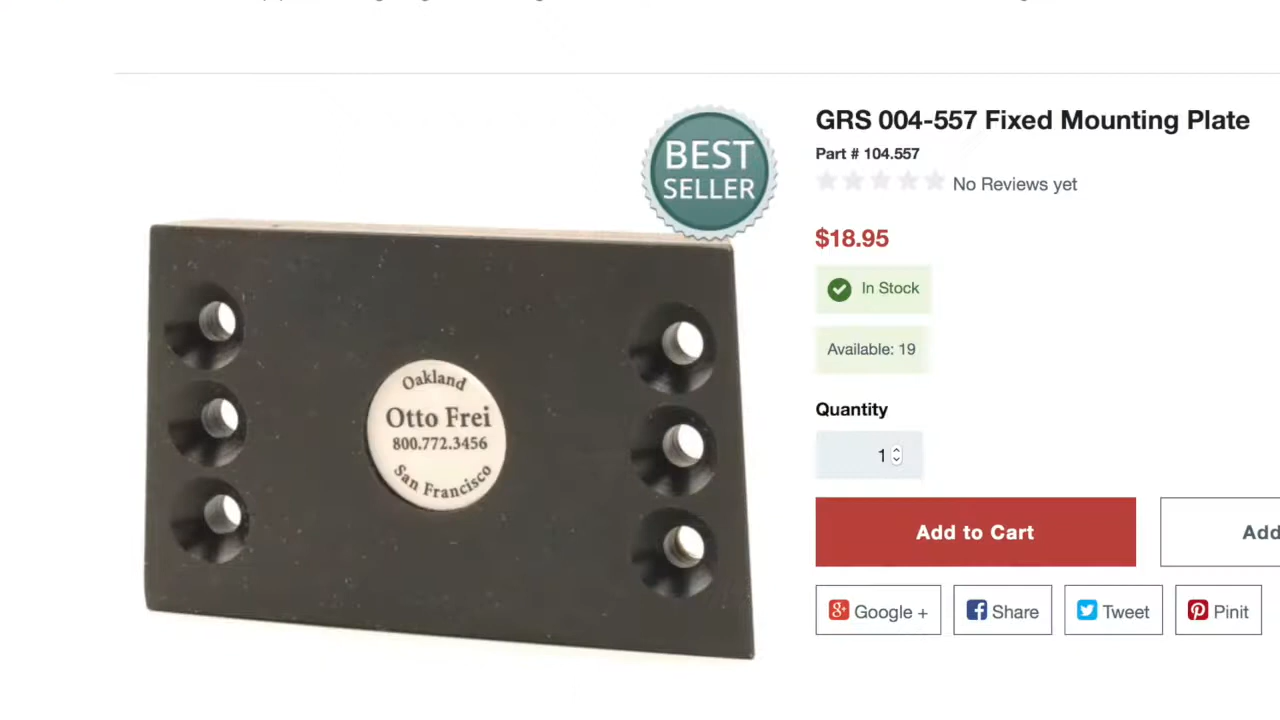 GRS 004-557 Fixed Mounting Plate
Part # 104.557
No Reviews yet
$18.95
In Stock
Available: 19
Quantity
1
Add to Cart
Add
Google +
Share
Tweet
Pinit
BEST
SELLER
Oakland
Otto Frei
800.772.3456
San Francisco